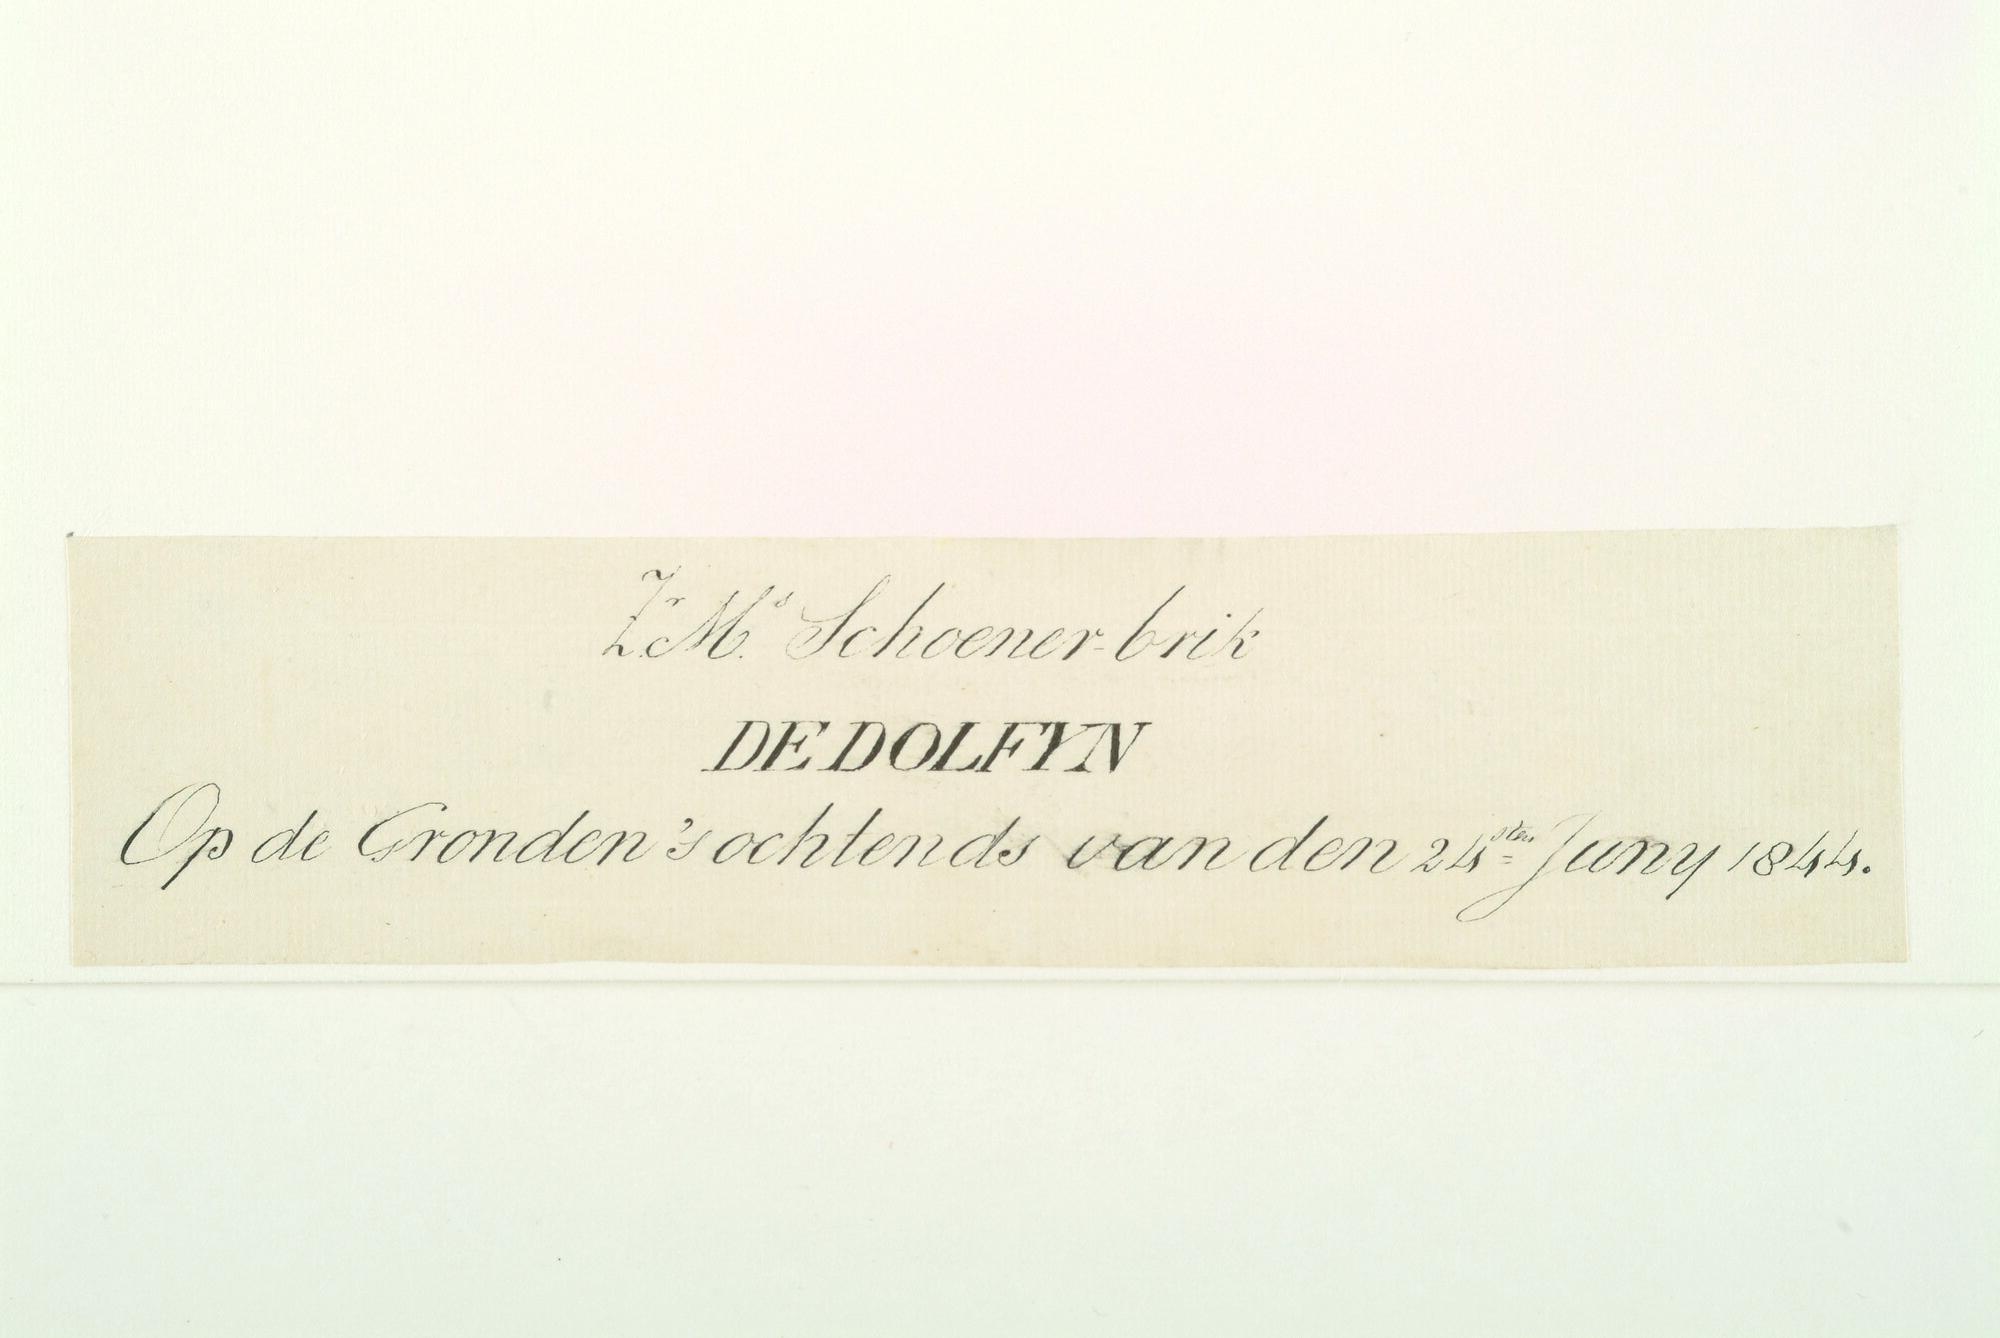 Zr. Ms. Schoener-brik
DE DOLFYN
Op de Gronden 's ochtends van den 24sten Juny 1844.